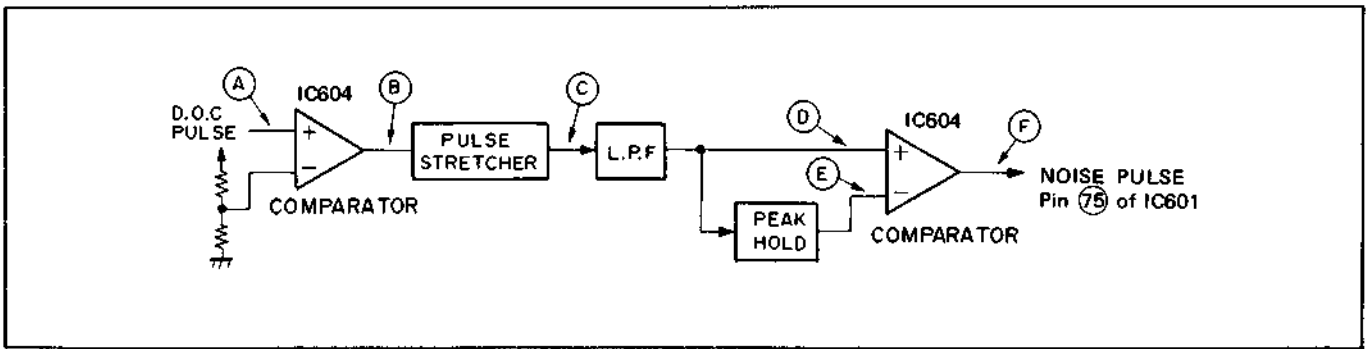 A
IC604
B
D.O.C
PULSE
+
−
COMPARATOR
PULSE
STRETCHER
C
L.P.F
D
E
PEAK
HOLD
IC604
+
−
COMPARATOR
F
NOISE PULSE
Pin 75 of IC601